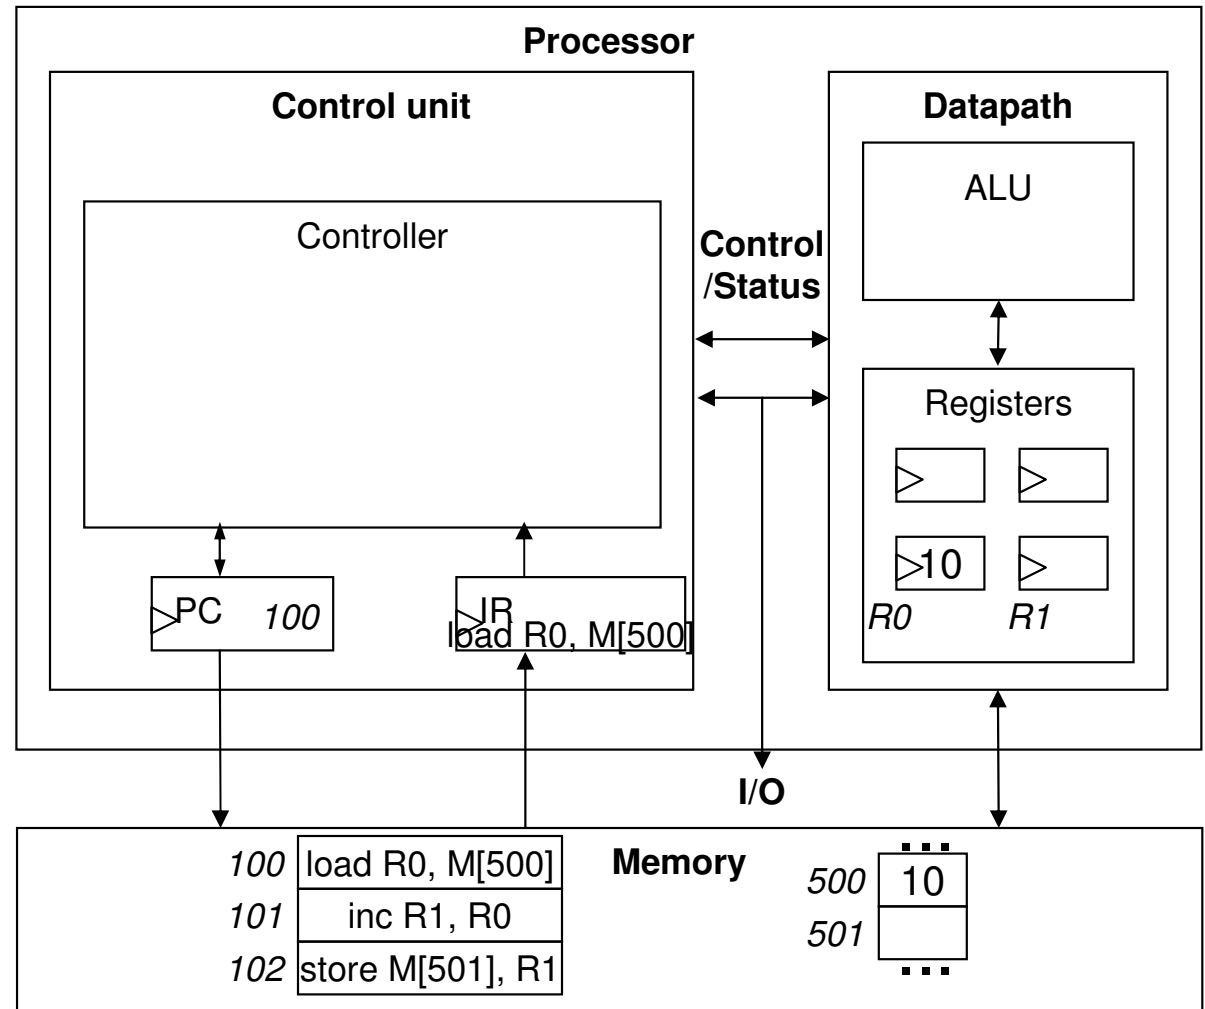 Processor
Control unit
Datapath
ALU
Controller
Control
/Status
Registers
10
R0
R1
PC 100
IR
load R0, M[500]
I/O
Memory
100 load R0, M[500]
101 inc R1, R0
102 store M[501], R1
500 10
501